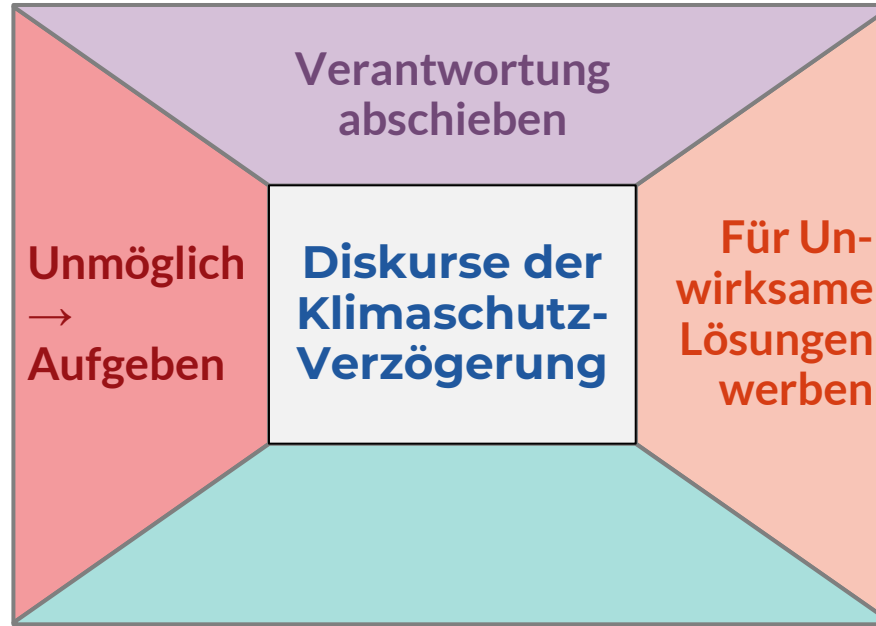 Verantwortung
abschieben
Unmöglich
→
Aufgeben
Diskurse der
Klimaschutz-
Verzögerung
Für Un-
wirksame
Lösungen
werben